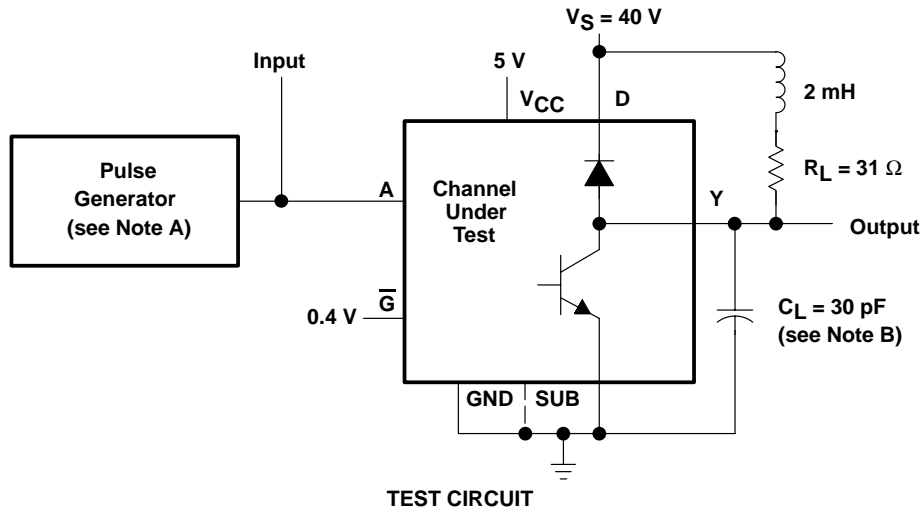 VS = 40 V
Input
5 V
VCC
D
2 mH
Pulse
Generator
(see Note A)
A
Channel
Under
Test
RL = 31 Ω
Y
Output
G
0.4 V
CL = 30 pF
(see Note B)
GND
SUB
TEST CIRCUIT